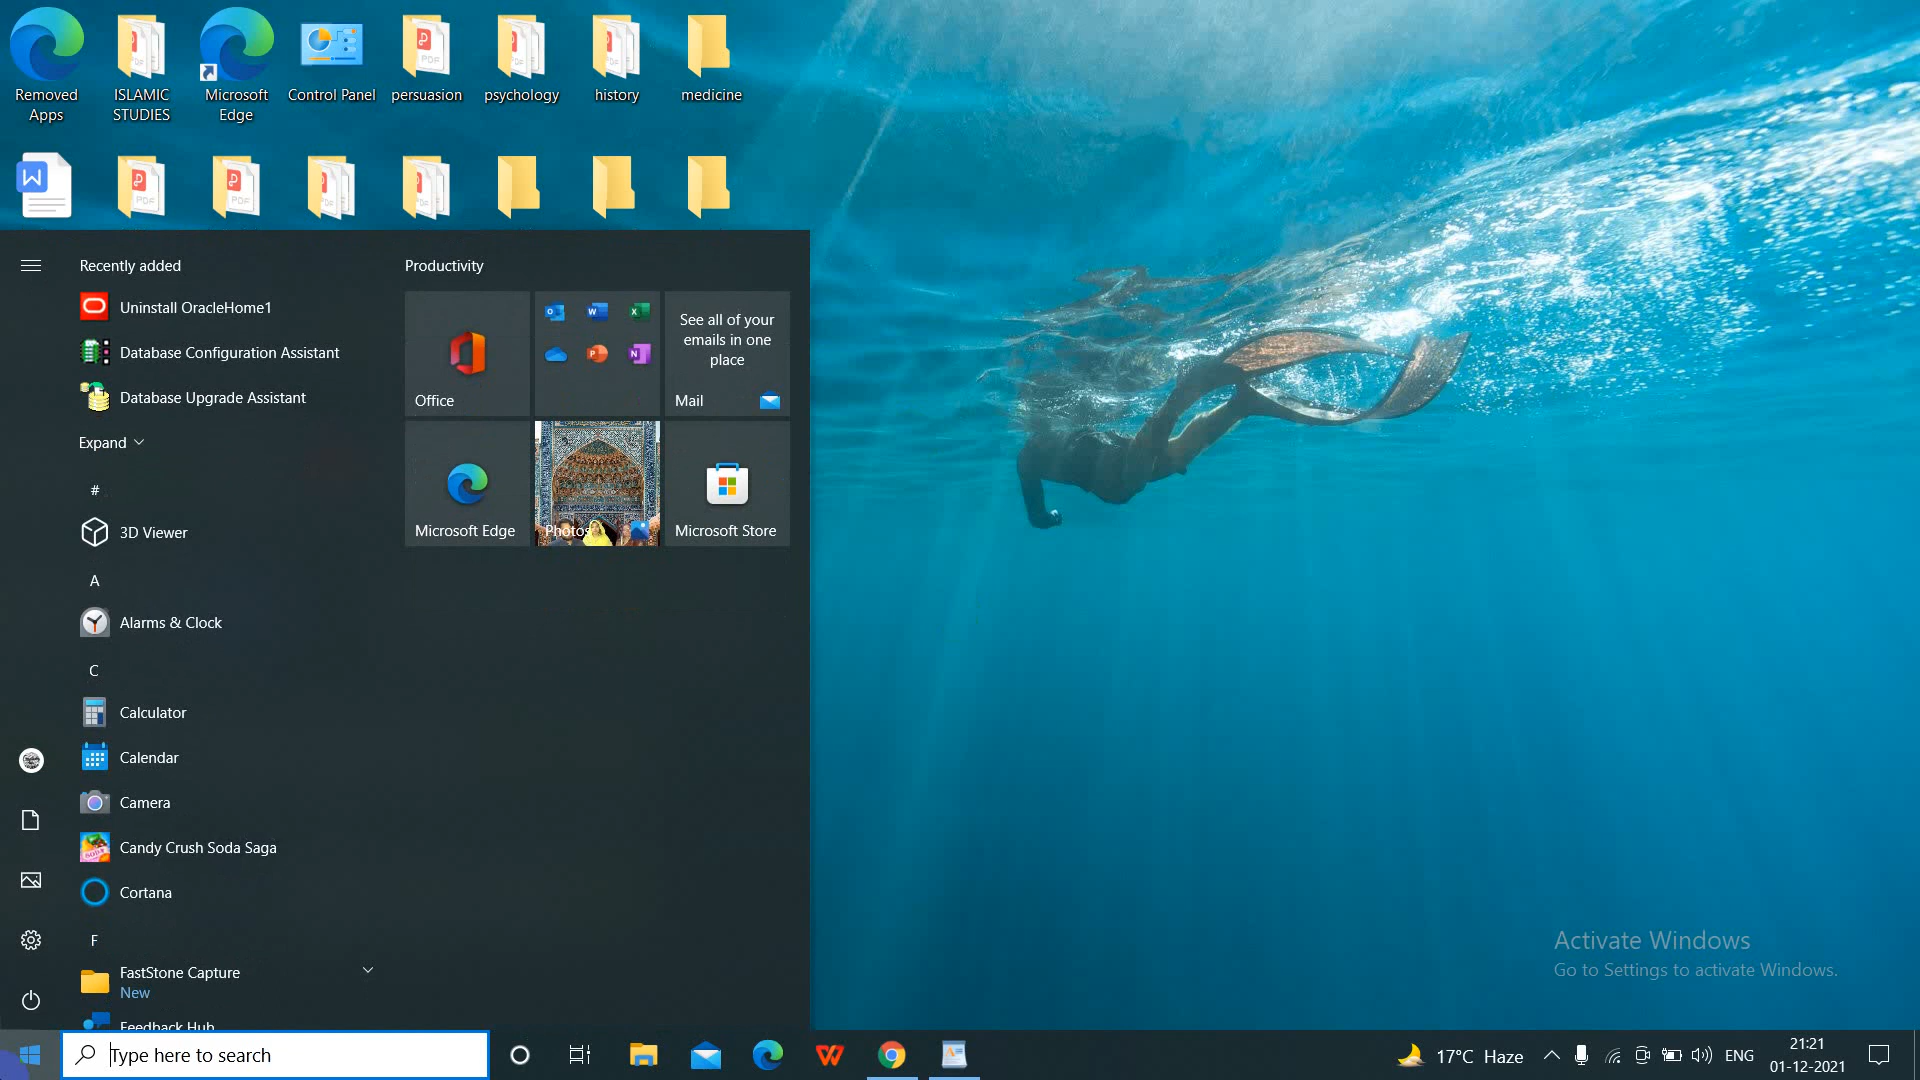 Removed
Apps
ISLAMIC
STUDIES
Microsoft
Edge
Control Panel
persuasion
psychology
history
medicine
W
PDF
Recently added
Uninstall OracleHome1
Database Configuration Assistant
Database Upgrade Assistant
Expand
#
3D Viewer
A
Alarms & Clock
C
Calculator
Calendar
Camera
Candy Crush Soda Saga
Cortana
F
FastStone Capture
New
Feedback Hub
Productivity
Office
See all of your
emails in one
place
Mail
Microsoft Edge
Photos
Microsoft Store
Activate Windows
Go to Settings to activate Windows.
Type here to search
17°C Haze
ENG
21:21
01-12-2021